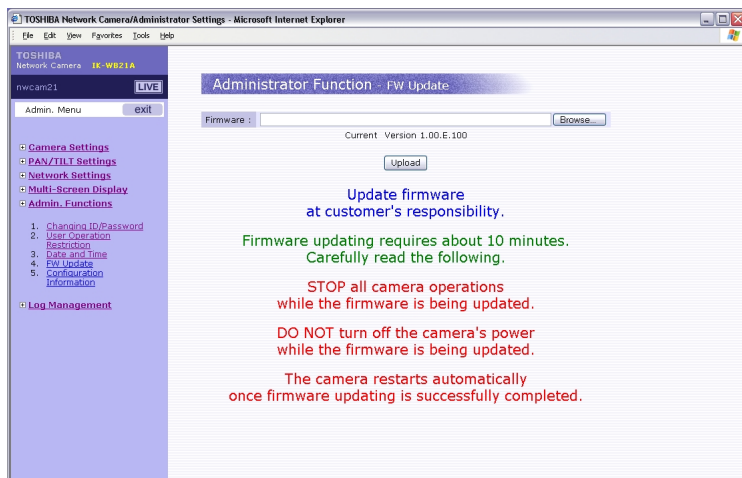 TOSHIBA Network Camera/Administrator Settings - Microsoft Internet Explorer
File Edit View Favorites Tools Help
TOSHIBA
Network Camera IK-WB21A
nwcam21 LIVE
Admin. Menu exit
Camera Settings
PAN/TILT Settings
Network Settings
Multi-Screen Display
Admin. Functions
1. Changing ID/Password
2. User Operation
Restriction
3. Date and Time
4. FW Update
5. Configuration
Information
Log Management
Administrator Function - FW Update
Firmware : Browse...
Current Version 1.00.E.100
Upload
Update firmware
at customer's responsibility.
Firmware updating requires about 10 minutes.
Carefully read the following.
STOP all camera operations
while the firmware is being updated.
DO NOT turn off the camera's power
while the firmware is being updated.
The camera restarts automatically
once firmware updating is successfully completed.